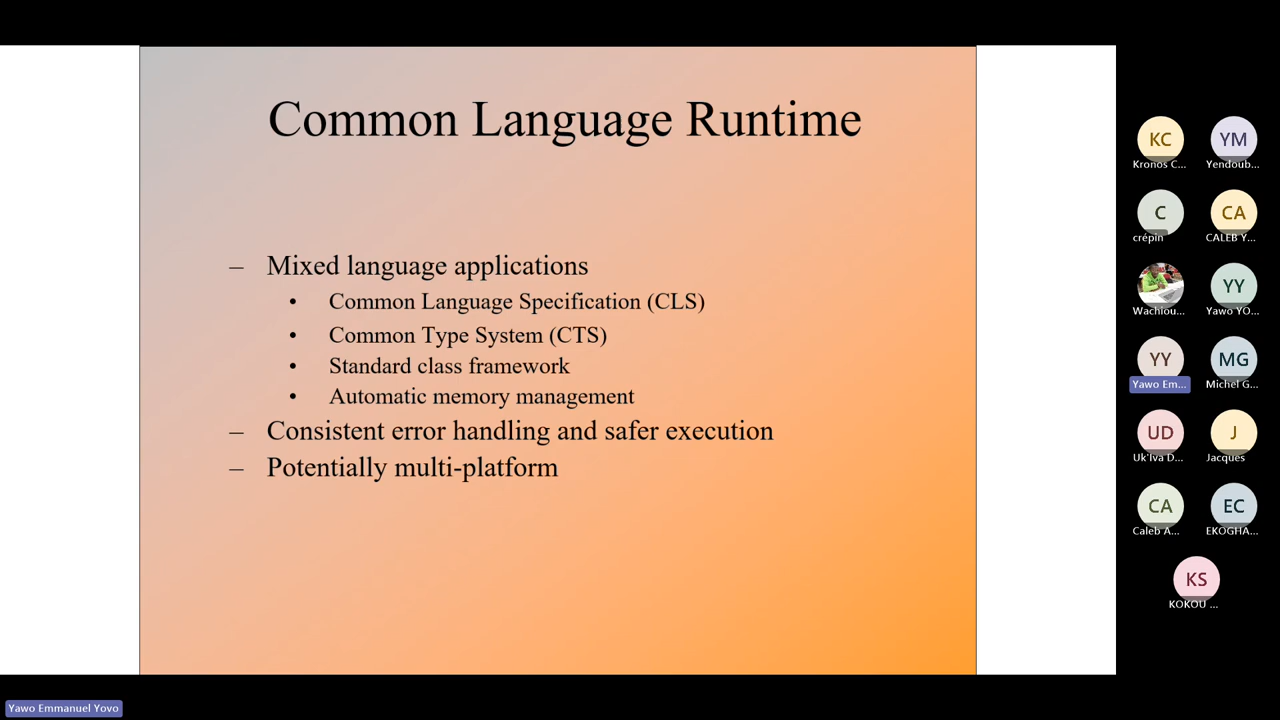 Common Language Runtime
– Mixed language applications
• Common Language Specification (CLS)
• Common Type System (CTS)
• Standard class framework
• Automatic memory management
– Consistent error handling and safer execution
– Potentially multi-platform
KC YM
Kronos C... Yendoub...
C CA
crépin CALEB Y...
YY
Wachiou... Yawo YO...
YY MG
Yawo Em... Michel G...
UD J
Uk'Iva D... Jacques
CA EC
Caleb A... EKOGHA...
KS
KOKOU ...
Yawo Emmanuel Yovo